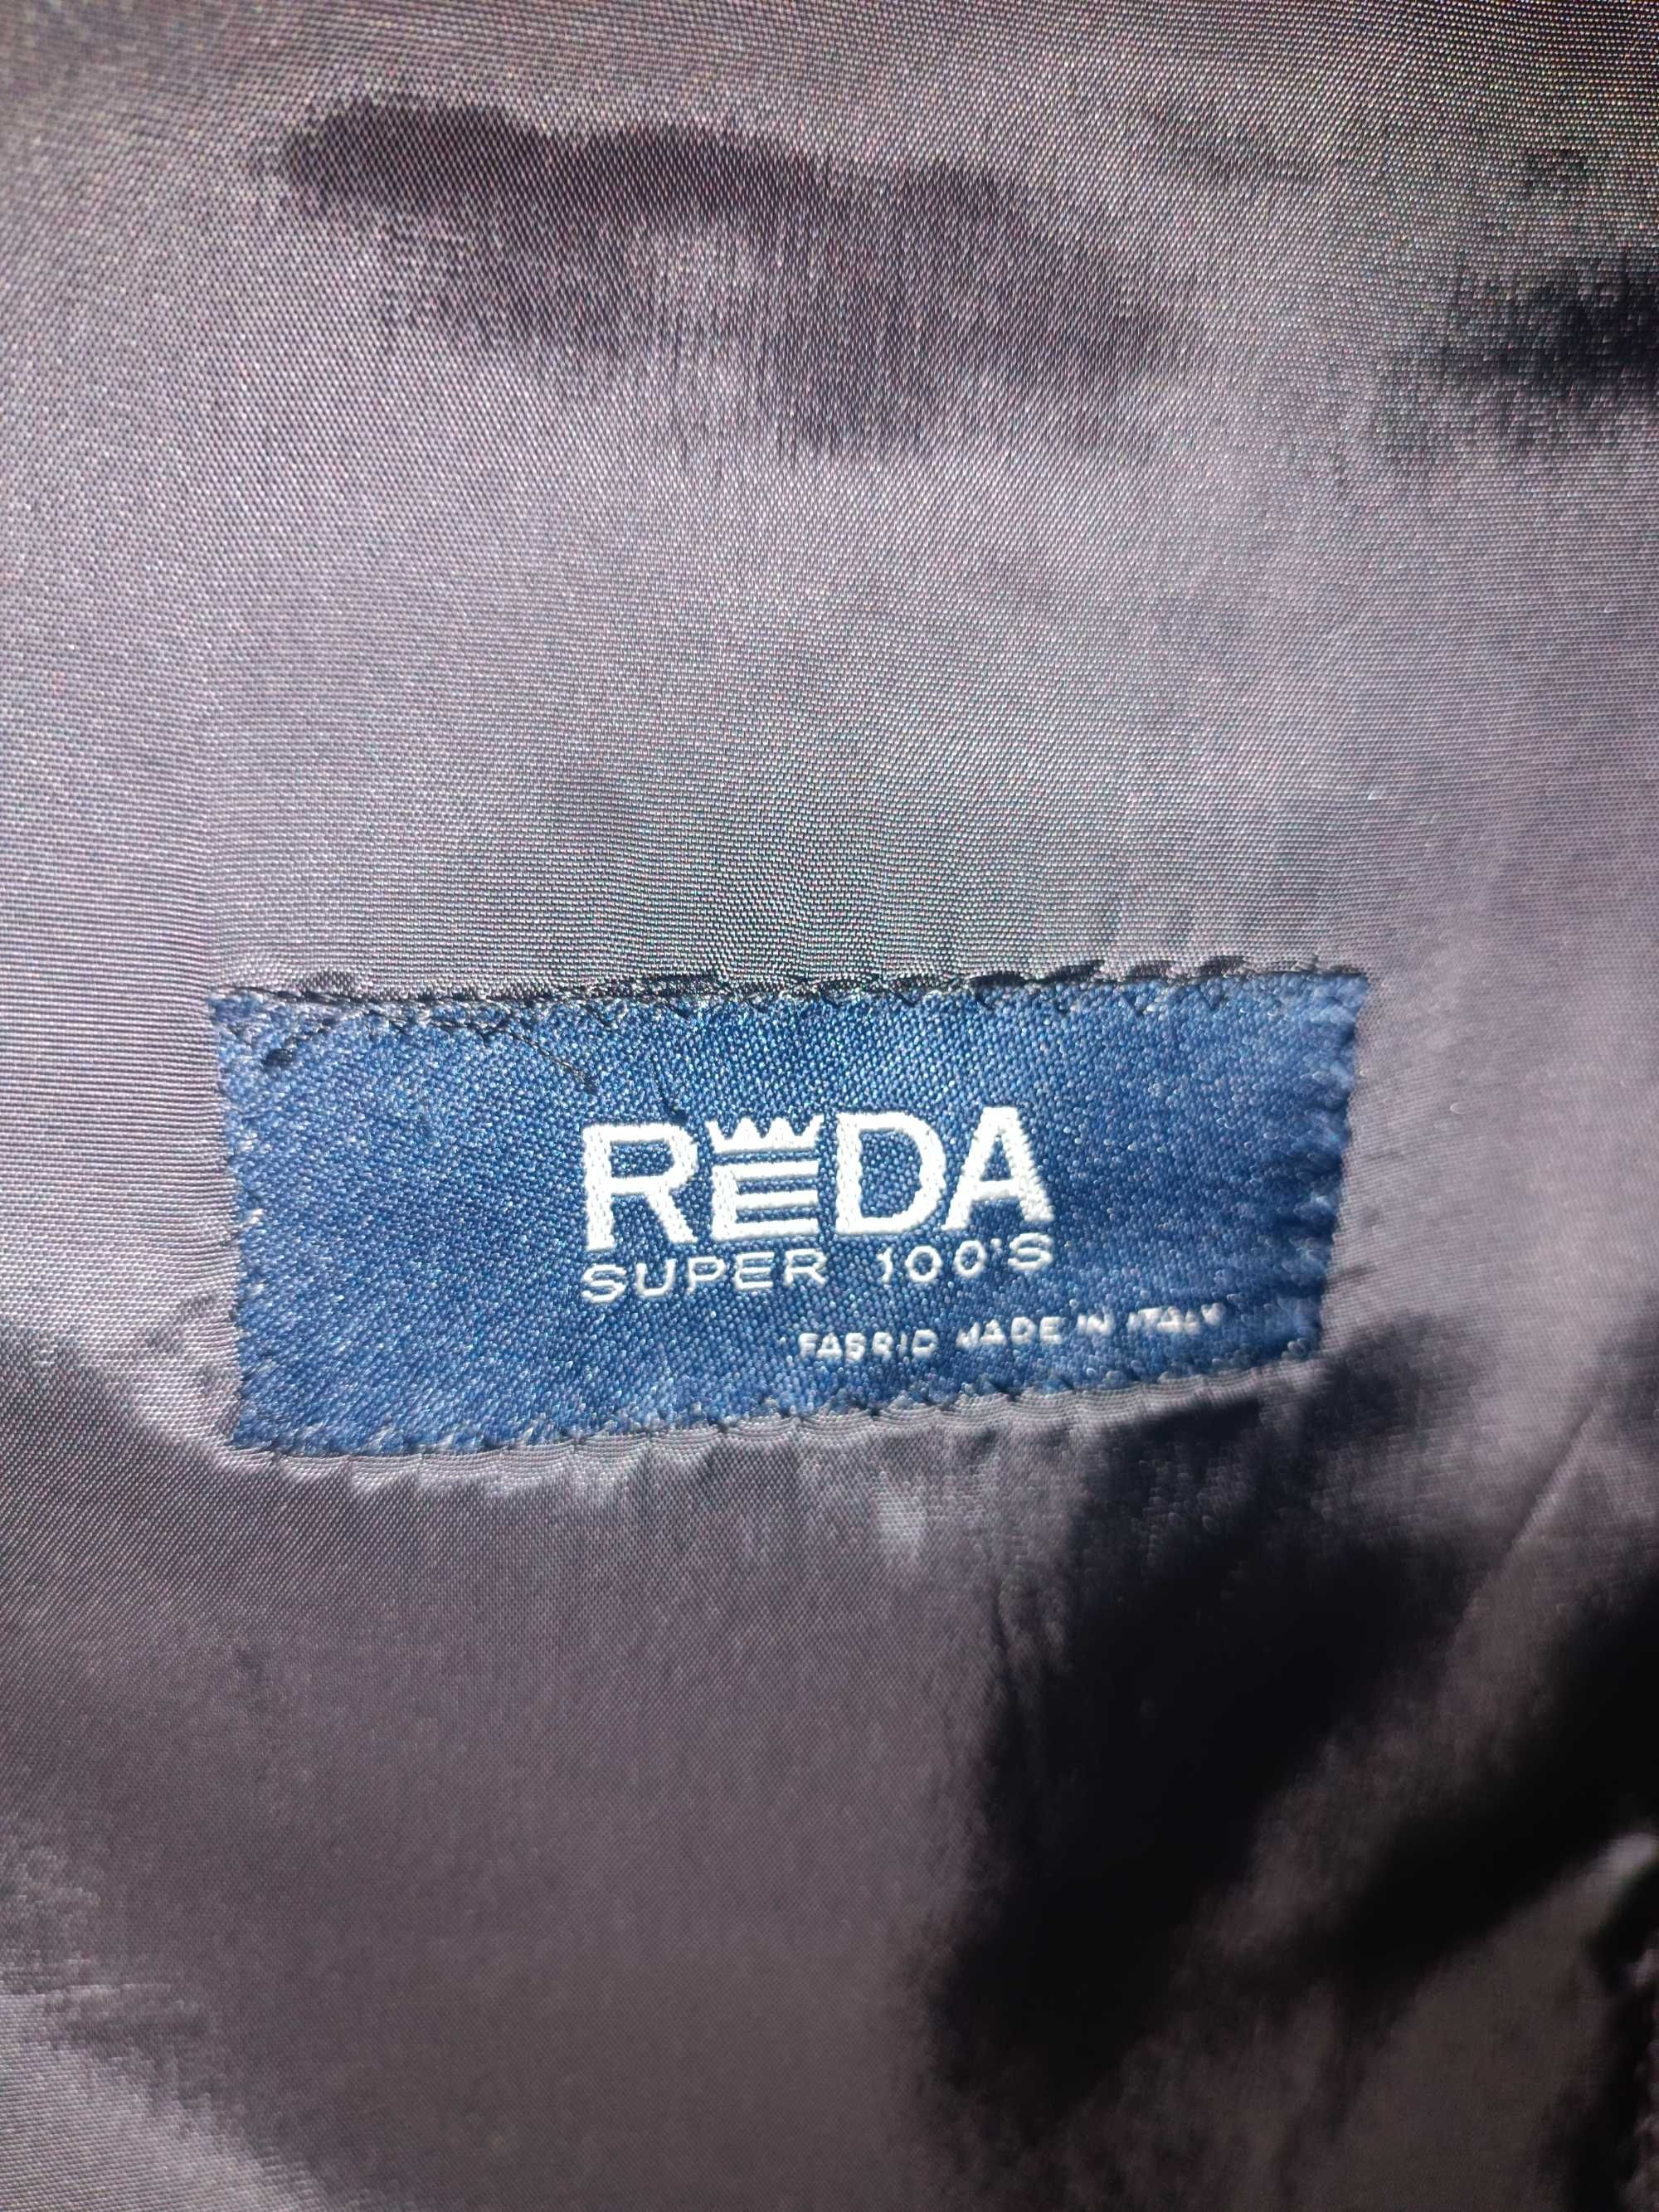 REDA
SUPER 100'S
FABRIC MADE IN ITALY